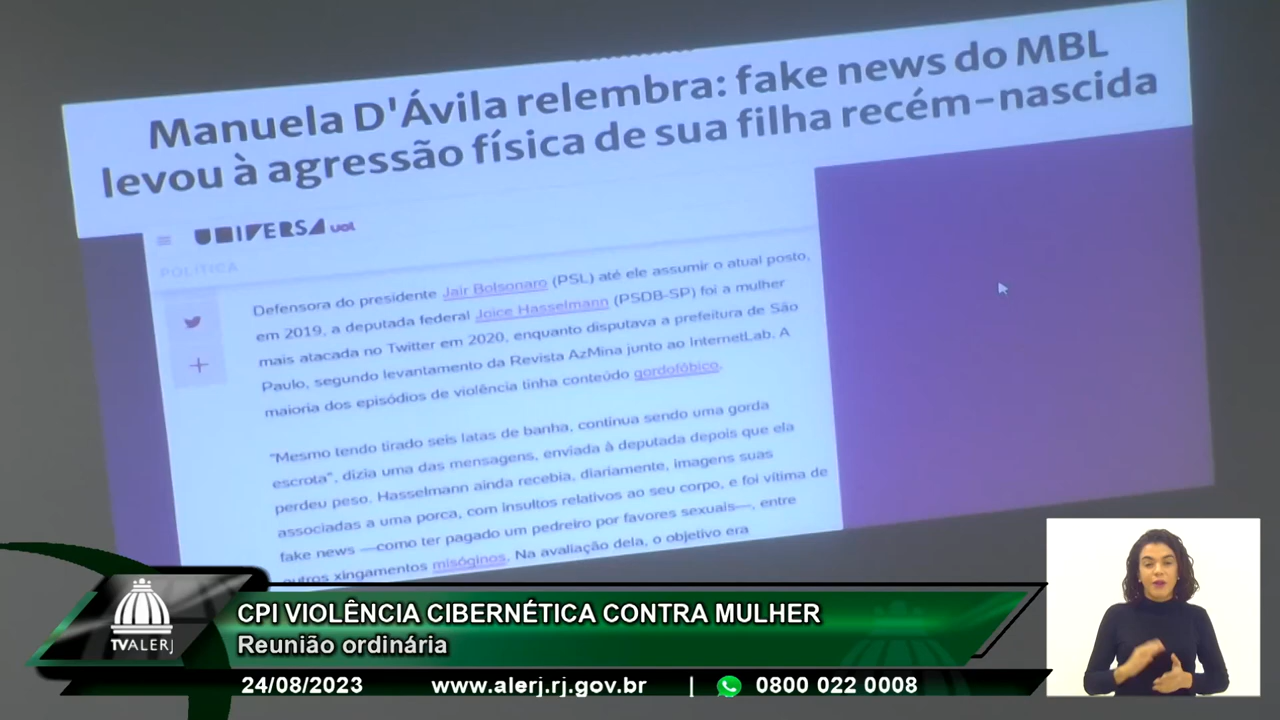 Manuela D'Ávila relembra: fake news do MBL
levou à agressão física de sua filha recém-nascida
UNIVERSA uol
POLÍTICA
Defensora do presidente Jair Bolsonaro (PSL) até ele assumir o atual posto,
em 2019, a deputada federal Joice Hasselmann (PSDB-SP) foi a mulher
mais atacada no Twitter em 2020, enquanto disputava a prefeitura de São
Paulo, segundo levantamento da Revista AzMina junto ao InternetLab. A
maioria dos episódios de violência tinha conteúdo gordofóbico.
"Mesmo tendo tirado seis latas de banha, continua sendo uma gorda
escrota", dizia uma das mensagens, enviada à deputada depois que ela
perdeu peso. Hasselmann ainda recebia, diariamente, imagens suas
associadas a uma porca, com insultos relativos ao seu corpo, e foi vítima de
fake news —como ter pagado um pedreiro por favores sexuais—, entre
outros xingamentos misóginos. Na avaliação dela, o objetivo era
TVALERJ
CPI VIOLÊNCIA CIBERNÉTICA CONTRA MULHER
Reunião ordinária
24/08/2023 www.alerj.rj.gov.br | 0800 022 0008